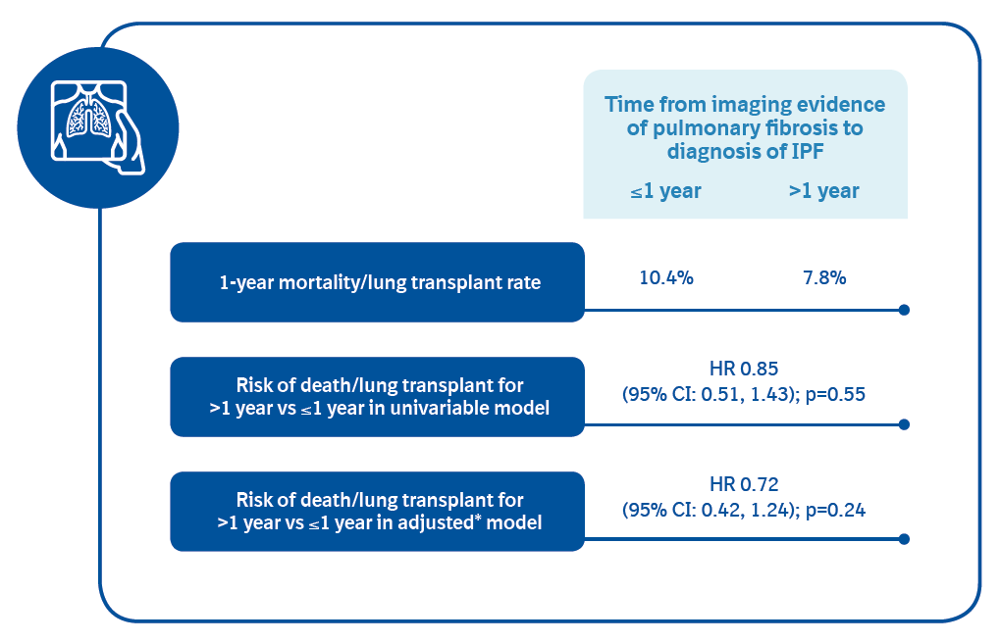 Time from imaging evidence
of pulmonary fibrosis to
diagnosis of IPF
≤1 year >1 year
1-year mortality/lung transplant rate
10.4% 7.8%
Risk of death/lung transplant for
>1 year vs ≤1 year in univariable model
HR 0.85
(95% CI: 0.51, 1.43); p=0.55
Risk of death/lung transplant for
>1 year vs ≤1 year in adjusted* model
HR 0.72
(95% CI: 0.42, 1.24); p=0.24